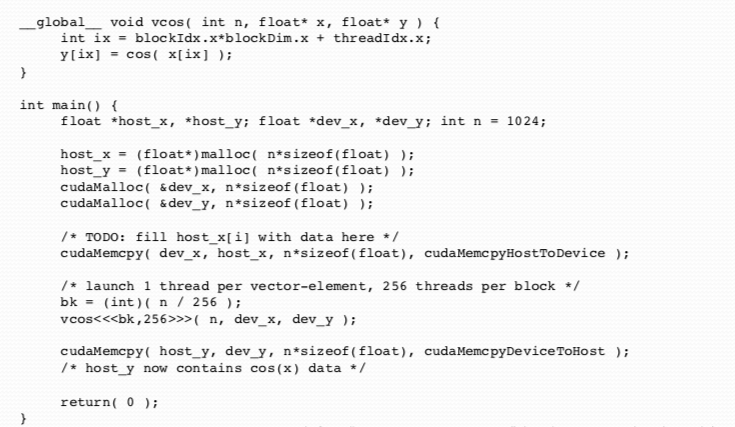 __global__ void vcos( int n, float* x, float* y ) {
int ix = blockIdx.x*blockDim.x + threadIdx.x;
y[ix] = cos( x[ix] );
}
int main() {
float *host_x, *host_y; float *dev_x, *dev_y; int n = 1024;
host_x = (float*)malloc( n*sizeof(float) );
host_y = (float*)malloc( n*sizeof(float) );
cudaMalloc( &dev_x, n*sizeof(float) );
cudaMalloc( &dev_y, n*sizeof(float) );
/* TODO: fill host_x[i] with data here */
cudaMemcpy( dev_x, host_x, n*sizeof(float), cudaMemcpyHostToDevice );
/* launch 1 thread per vector-element, 256 threads per block */
bk = (int)( n / 256 );
vcos<<<bk,256>>>( n, dev_x, dev_y );
cudaMemcpy( host_y, dev_y, n*sizeof(float), cudaMemcpyDeviceToHost );
/* host_y now contains cos(x) data */
return( 0 );
}